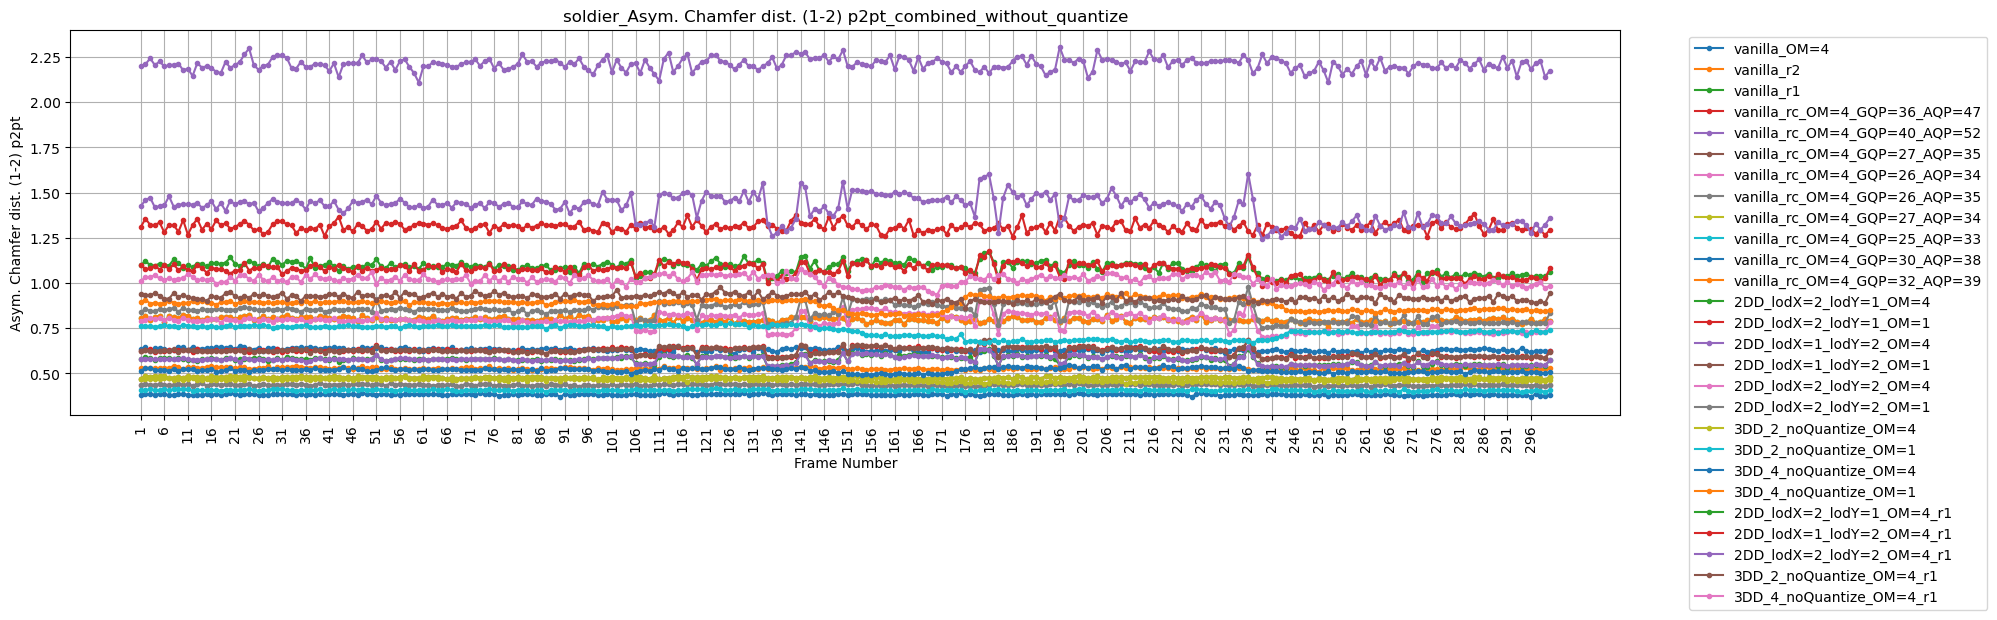 soldier_Asym. Chamfer dist. (1-2) p2pt_combined_without_quantize
Asym. Chamfer dist. (1-2) p2pt
2.25
2.00
1.75
1.50
1.25
1.00
0.75
0.50
1 6 11 16 21 26 31 36 41 46 51 56 61 66 71 76 81 86 91 96 101 106 111 116 121 126 131 136 141 146 151 156 161 166 171 176 181 186 191 196 201 206 211 216 221 226 231 236 241 246 251 256 261 266 271 276 281 286 291 296
Frame Number
vanilla_OM=4
vanilla_r2
vanilla_r1
vanilla_rc_OM=4_GQP=36_AQP=47
vanilla_rc_OM=4_GQP=40_AQP=52
vanilla_rc_OM=4_GQP=27_AQP=35
vanilla_rc_OM=4_GQP=26_AQP=34
vanilla_rc_OM=4_GQP=26_AQP=35
vanilla_rc_OM=4_GQP=27_AQP=34
vanilla_rc_OM=4_GQP=25_AQP=33
vanilla_rc_OM=4_GQP=30_AQP=38
vanilla_rc_OM=4_GQP=32_AQP=39
2DD_lodX=2_lodY=1_OM=4
2DD_lodX=2_lodY=1_OM=1
2DD_lodX=1_lodY=2_OM=4
2DD_lodX=1_lodY=2_OM=1
2DD_lodX=2_lodY=2_OM=4
2DD_lodX=2_lodY=2_OM=1
3DD_2_noQuantize_OM=4
3DD_2_noQuantize_OM=1
3DD_4_noQuantize_OM=4
3DD_4_noQuantize_OM=1
2DD_lodX=2_lodY=1_OM=4_r1
2DD_lodX=1_lodY=2_OM=4_r1
2DD_lodX=2_lodY=2_OM=4_r1
3DD_2_noQuantize_OM=4_r1
3DD_4_noQuantize_OM=4_r1